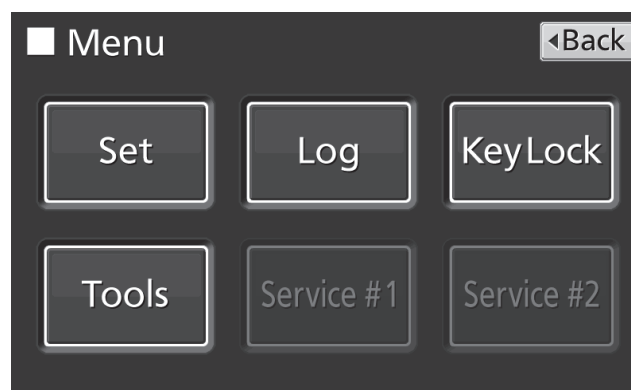 Menu
◂Back
Set
Log
KeyLock
Tools
Service #1
Service #2